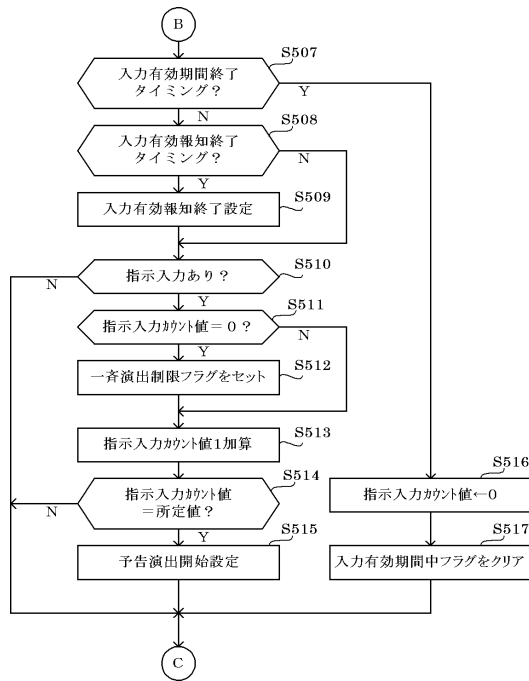 B
S507
入力有効期間終了
タイミング？
Y
N
S508
入力有効報知終了
タイミング？
N
Y
S509
入力有効報知終了設定
S510
指示入力あり？
N
Y
S511
指示入力ｶｳﾝﾄ値＝０？
N
Y
S512
一斉演出制限フラグをセット
S513
指示入力ｶｳﾝﾄ値1加算
S514
指示入力ｶｳﾝﾄ値
＝所定値？
N
Y
S515
予告演出開始設定
S516
指示入力ｶｳﾝﾄ値←0
S517
入力有効期間中フラグをクリア
C